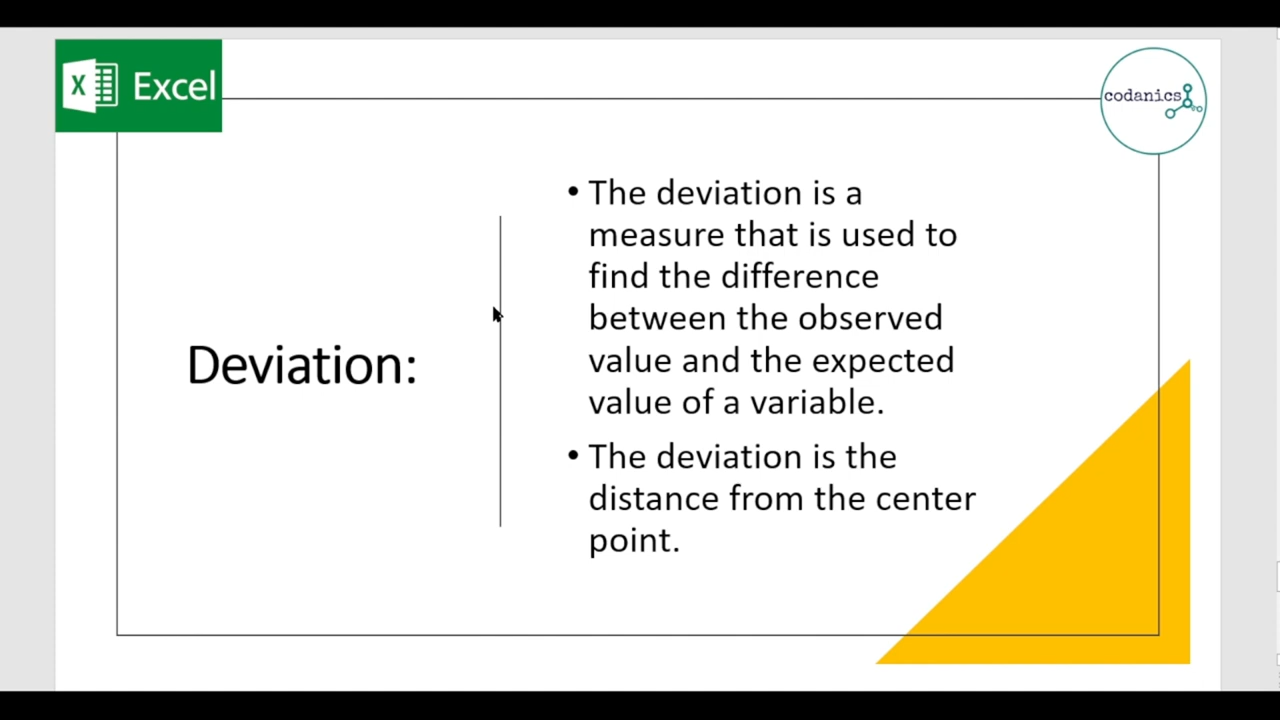 X Excel
codanics
Deviation:
• The deviation is a
measure that is used to
find the difference
between the observed
value and the expected
value of a variable.
• The deviation is the
distance from the center
point.